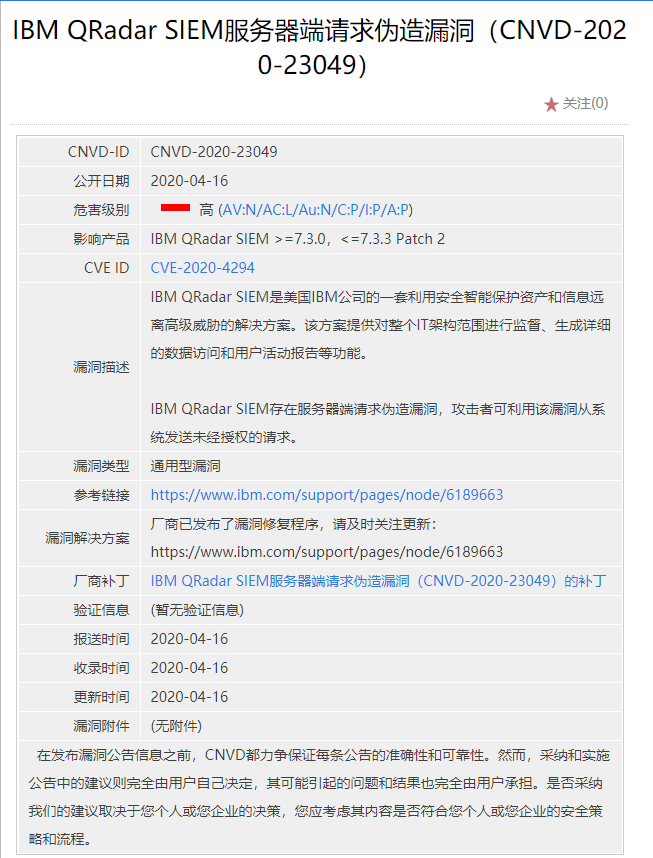 IBM QRadar SIEM服务器端请求伪造漏洞（CNVD-202
0-23049）
关注(0)
CNVD-ID CNVD-2020-23049
公开日期 2020-04-16
危害级别 高 (AV:N/AC:L/Au:N/C:P/I:P/A:P)
影响产品 IBM QRadar SIEM >=7.3.0，<=7.3.3 Patch 2
CVE ID CVE-2020-4294
漏洞描述
IBM QRadar SIEM是美国IBM公司的一套利用安全智能保护资产和信息远
离高级威胁的解决方案。该方案提供对整个IT架构范围进行监督、生成详细
的数据访问和用户活动报告等功能。
IBM QRadar SIEM存在服务器端请求伪造漏洞，攻击者可利用该漏洞从系
统发送未经授权的请求。
漏洞类型 通用型漏洞
参考链接 https://www.ibm.com/support/pages/node/6189663
漏洞解决方案
厂商已发布了漏洞修复程序，请及时关注更新：
https://www.ibm.com/support/pages/node/6189663
厂商补丁 IBM QRadar SIEM服务器端请求伪造漏洞（CNVD-2020-23049）的补丁
验证信息 (暂无验证信息)
报送时间 2020-04-16
收录时间 2020-04-16
更新时间 2020-04-16
漏洞附件 (无附件)
在发布漏洞公告信息之前，CNVD都力争保证每条公告的准确性和可靠性。然而，采纳和实施
公告中的建议则完全由用户自己决定，其可能引起的问题和结果也完全由用户承担。是否采纳
我们的建议取决于您个人或您企业的决策，您应考虑其内容是否符合您个人或您企业的安全策
略和流程。